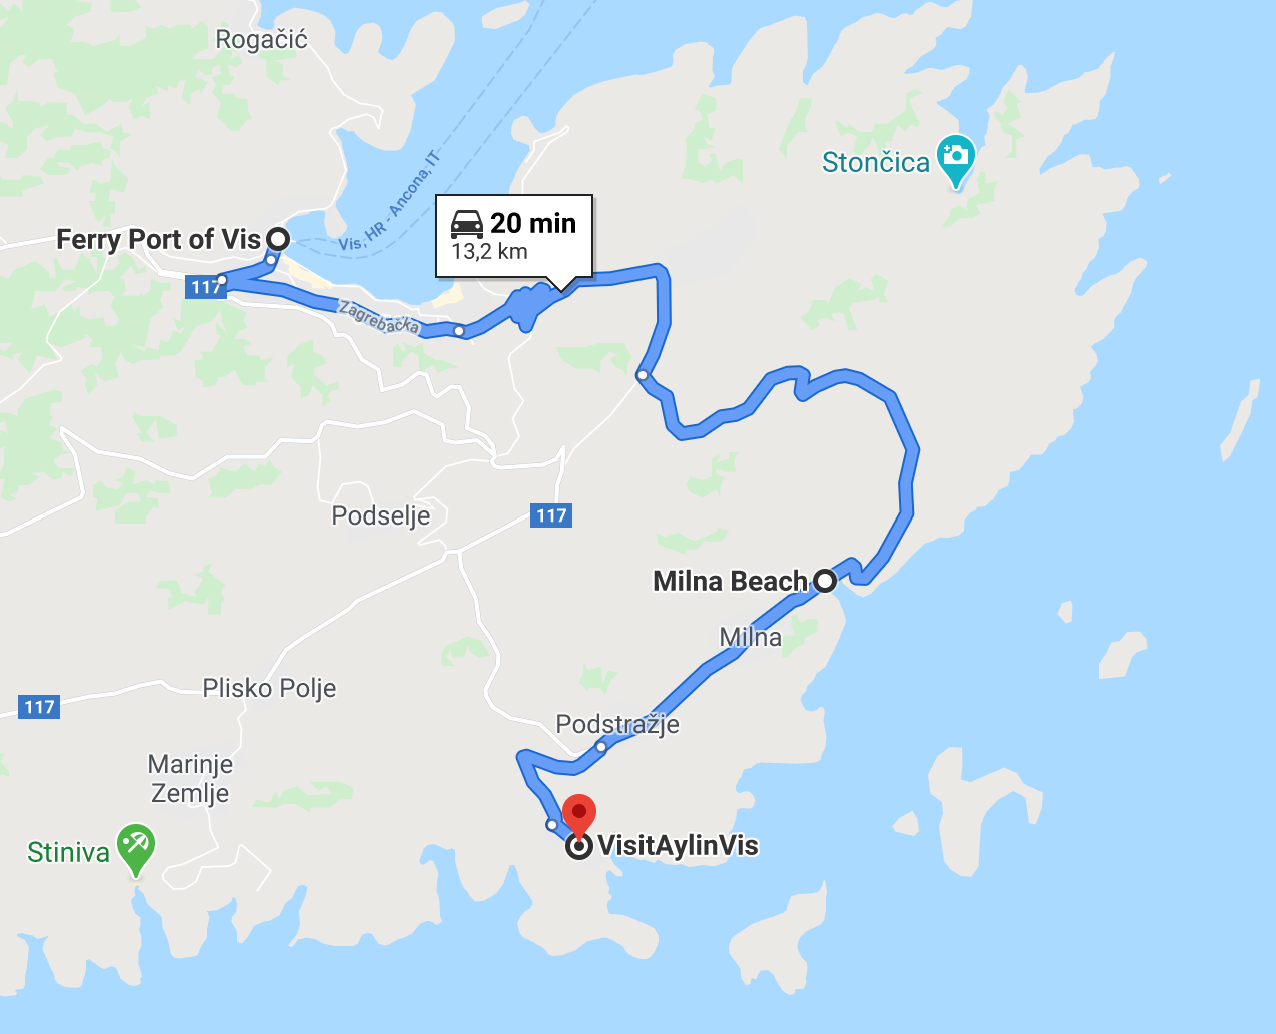 Rogačić
Stončica
Vis, HR - Ancona, IT
20 min
13,2 km
Ferry Port of Vis
117
Zagrebačka
Podselje
117
Milna Beach
Milna
Plisko Polje
117
Podstražje
Marinje
Zemlje
Stiniva
VisitAylinVis